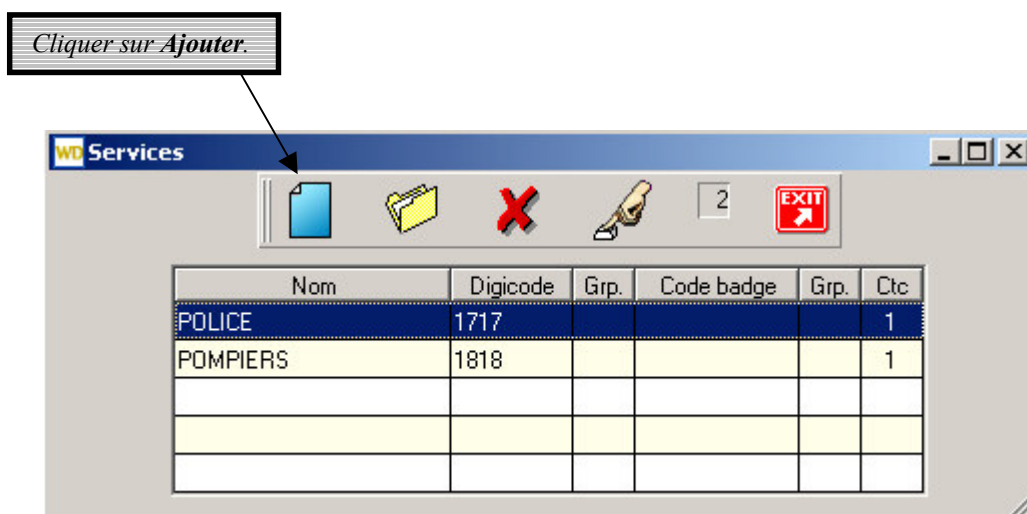 Cliquer sur Ajouter.
WD Services
2
EXIT
Nom Digicode Grp. Code badge Grp. Ctc
POLICE 1717 1
POMPIERS 1818 1